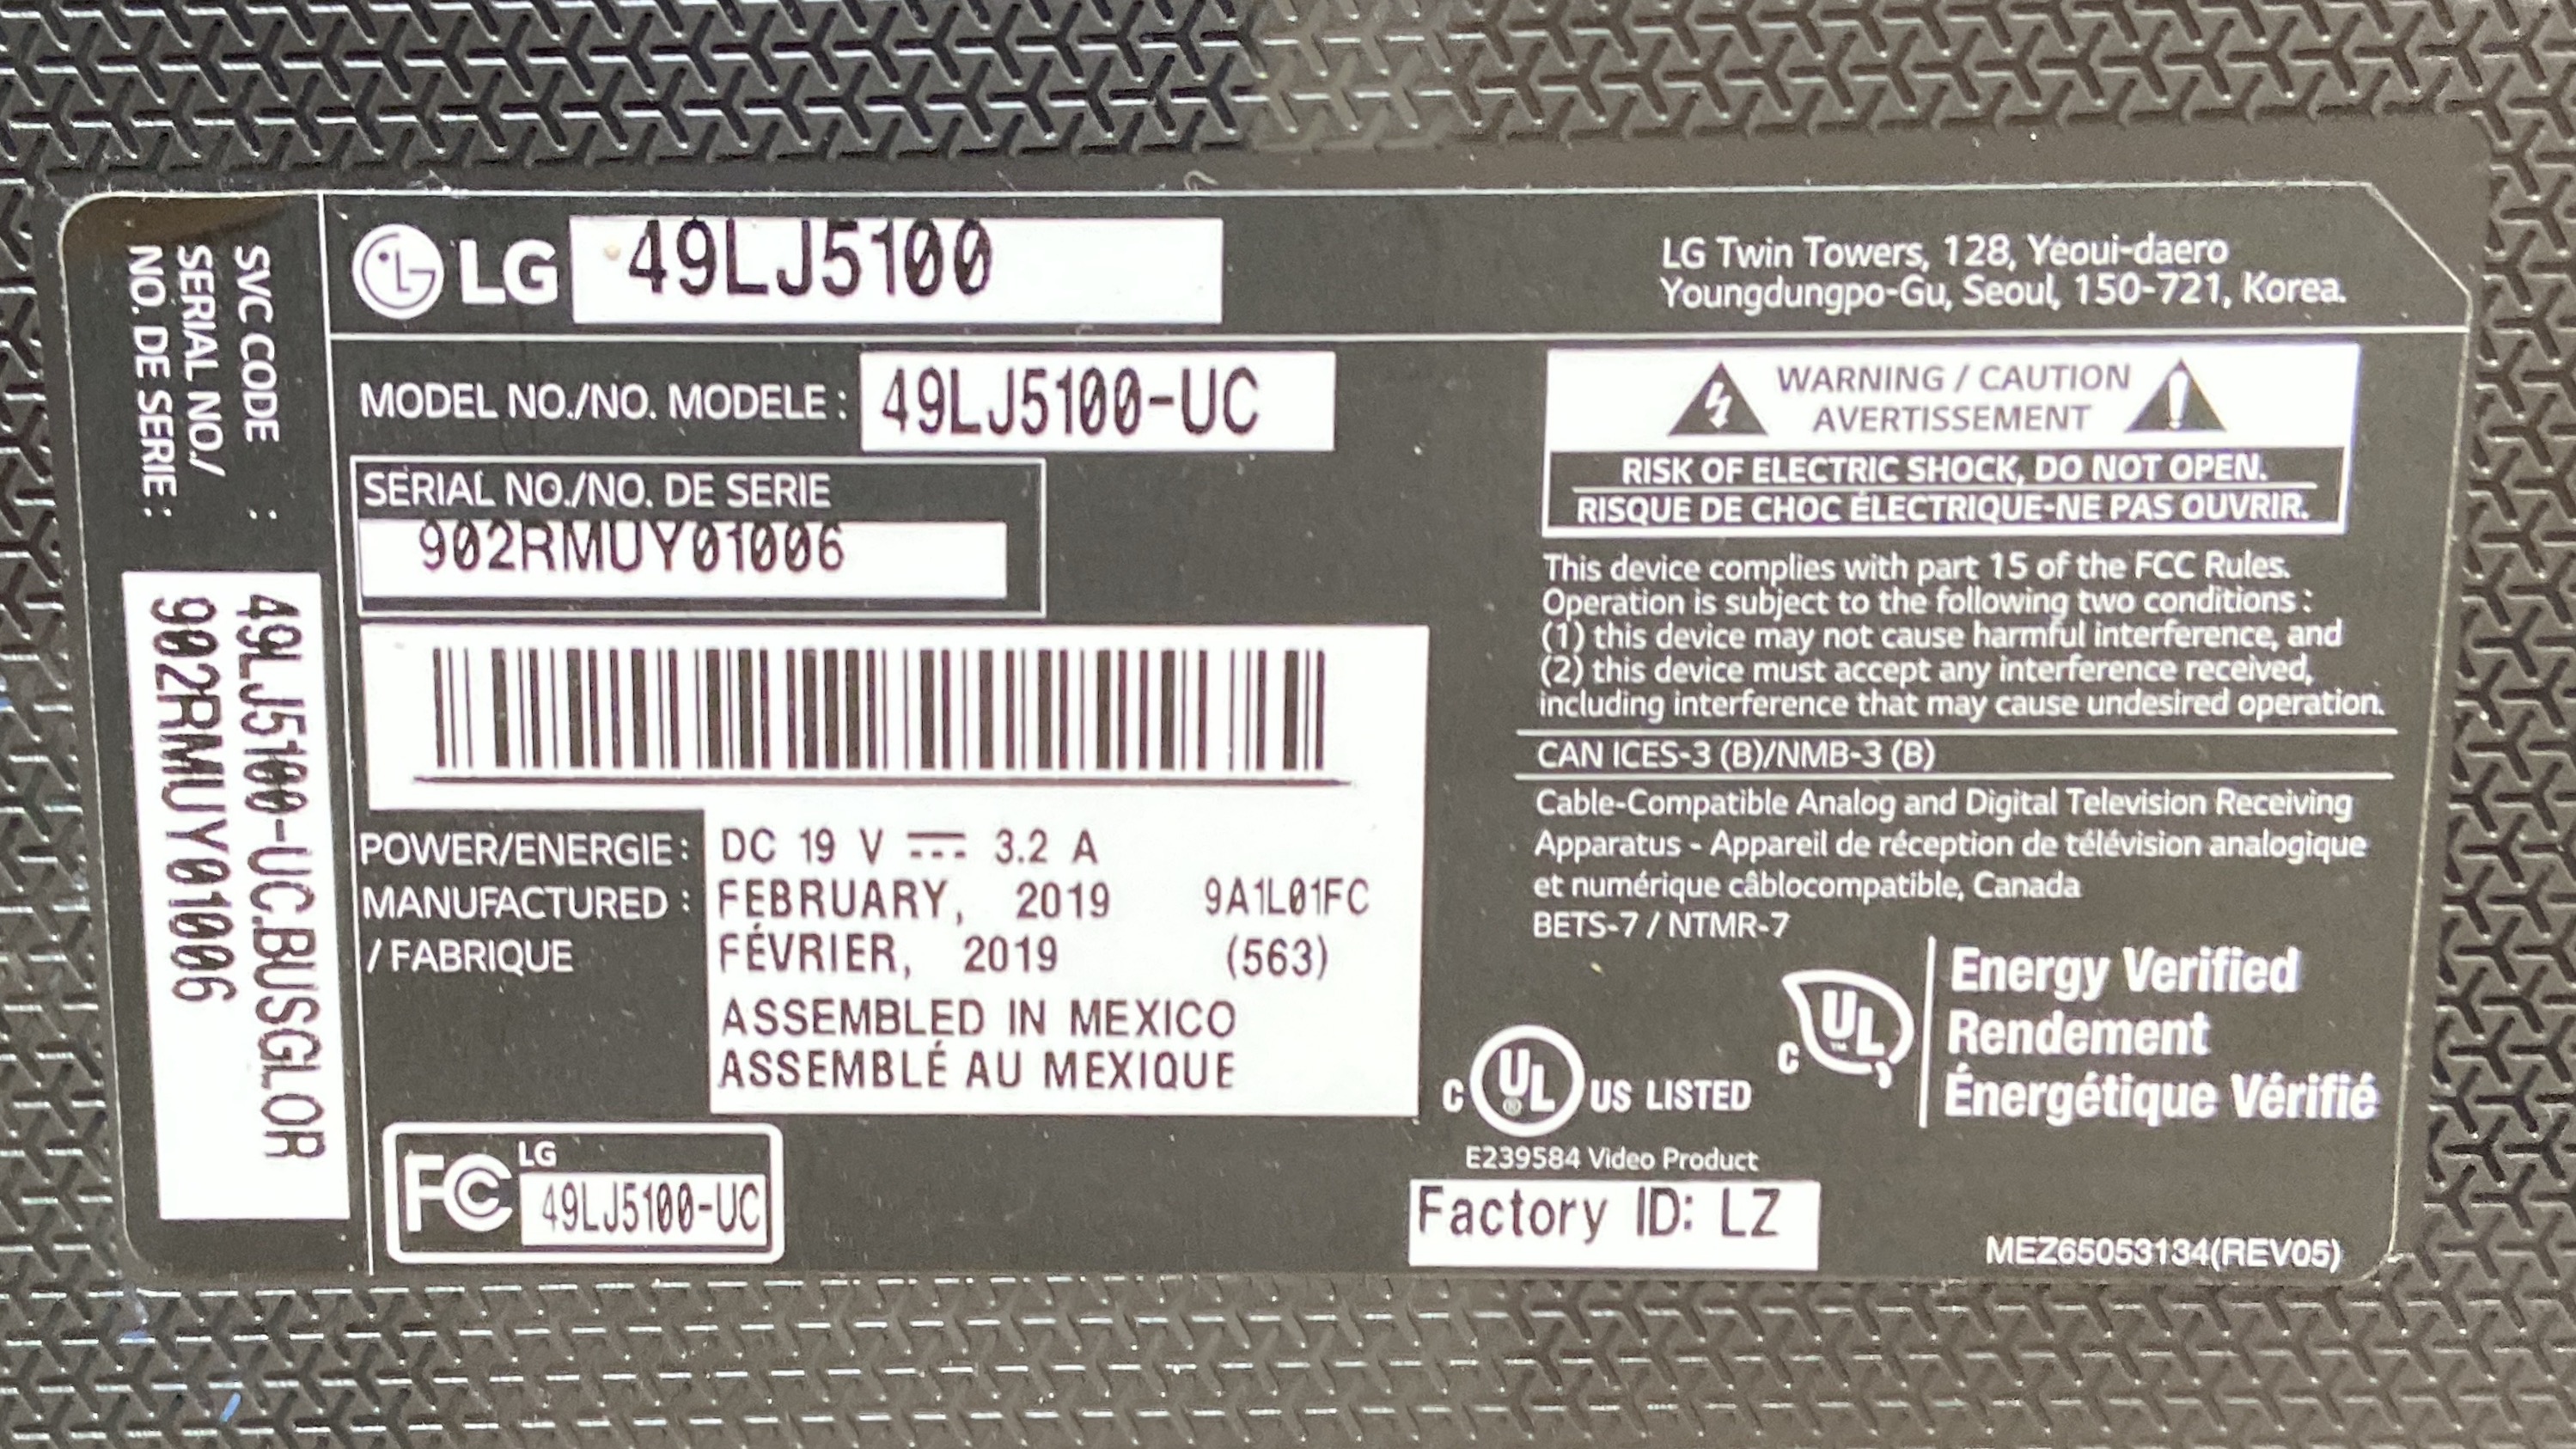 SVC CODE :
SERIAL NO./
NO. DE SERIE :
49LJ5100-UC.BUSGLOR
902RMUY01006
LG 49LJ5100
LG Twin Towers, 128, Yeoui-daero
Youngdungpo-Gu, Seoul, 150-721, Korea.
MODEL NO./NO. MODELE : 49LJ5100-UC
SERIAL NO./NO. DE SERIE
902RMUY01006
POWER/ENERGIE : DC 19 V 3.2 A
MANUFACTURED : FEBRUARY, 2019 9A1L01FC
/ FABRIQUE FÉVRIER, 2019 (563)
ASSEMBLED IN MEXICO
ASSEMBLÉ AU MEXIQUE
FC LG
49LJ5100-UC
WARNING / CAUTION
AVERTISSEMENT
RISK OF ELECTRIC SHOCK, DO NOT OPEN.
RISQUE DE CHOC ÉLECTRIQUE-NE PAS OUVRIR.
This device complies with part 15 of the FCC Rules.
Operation is subject to the following two conditions :
(1) this device may not cause harmful interference, and
(2) this device must accept any interference received,
including interference that may cause undesired operation.
CAN ICES-3 (B)/NMB-3 (B)
Cable-Compatible Analog and Digital Television Receiving
Apparatus - Appareil de réception de télévision analogique
et numérique câblocompatible, Canada
BETS-7 / NTMR-7
C UL ® US LISTED
E239584 Video Product
C UL ™ Energy Verified
Rendement
Énergétique Vérifié
Factory ID: LZ
MEZ65053134(REV05)